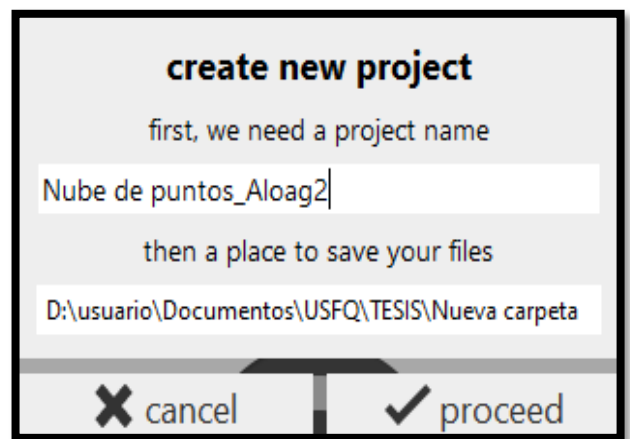 create new project
first, we need a project name
Nube de puntos_Aloag2
then a place to save your files
D:\usuario\Documentos\USFQ\TESIS\Nueva carpeta
cancel
proceed